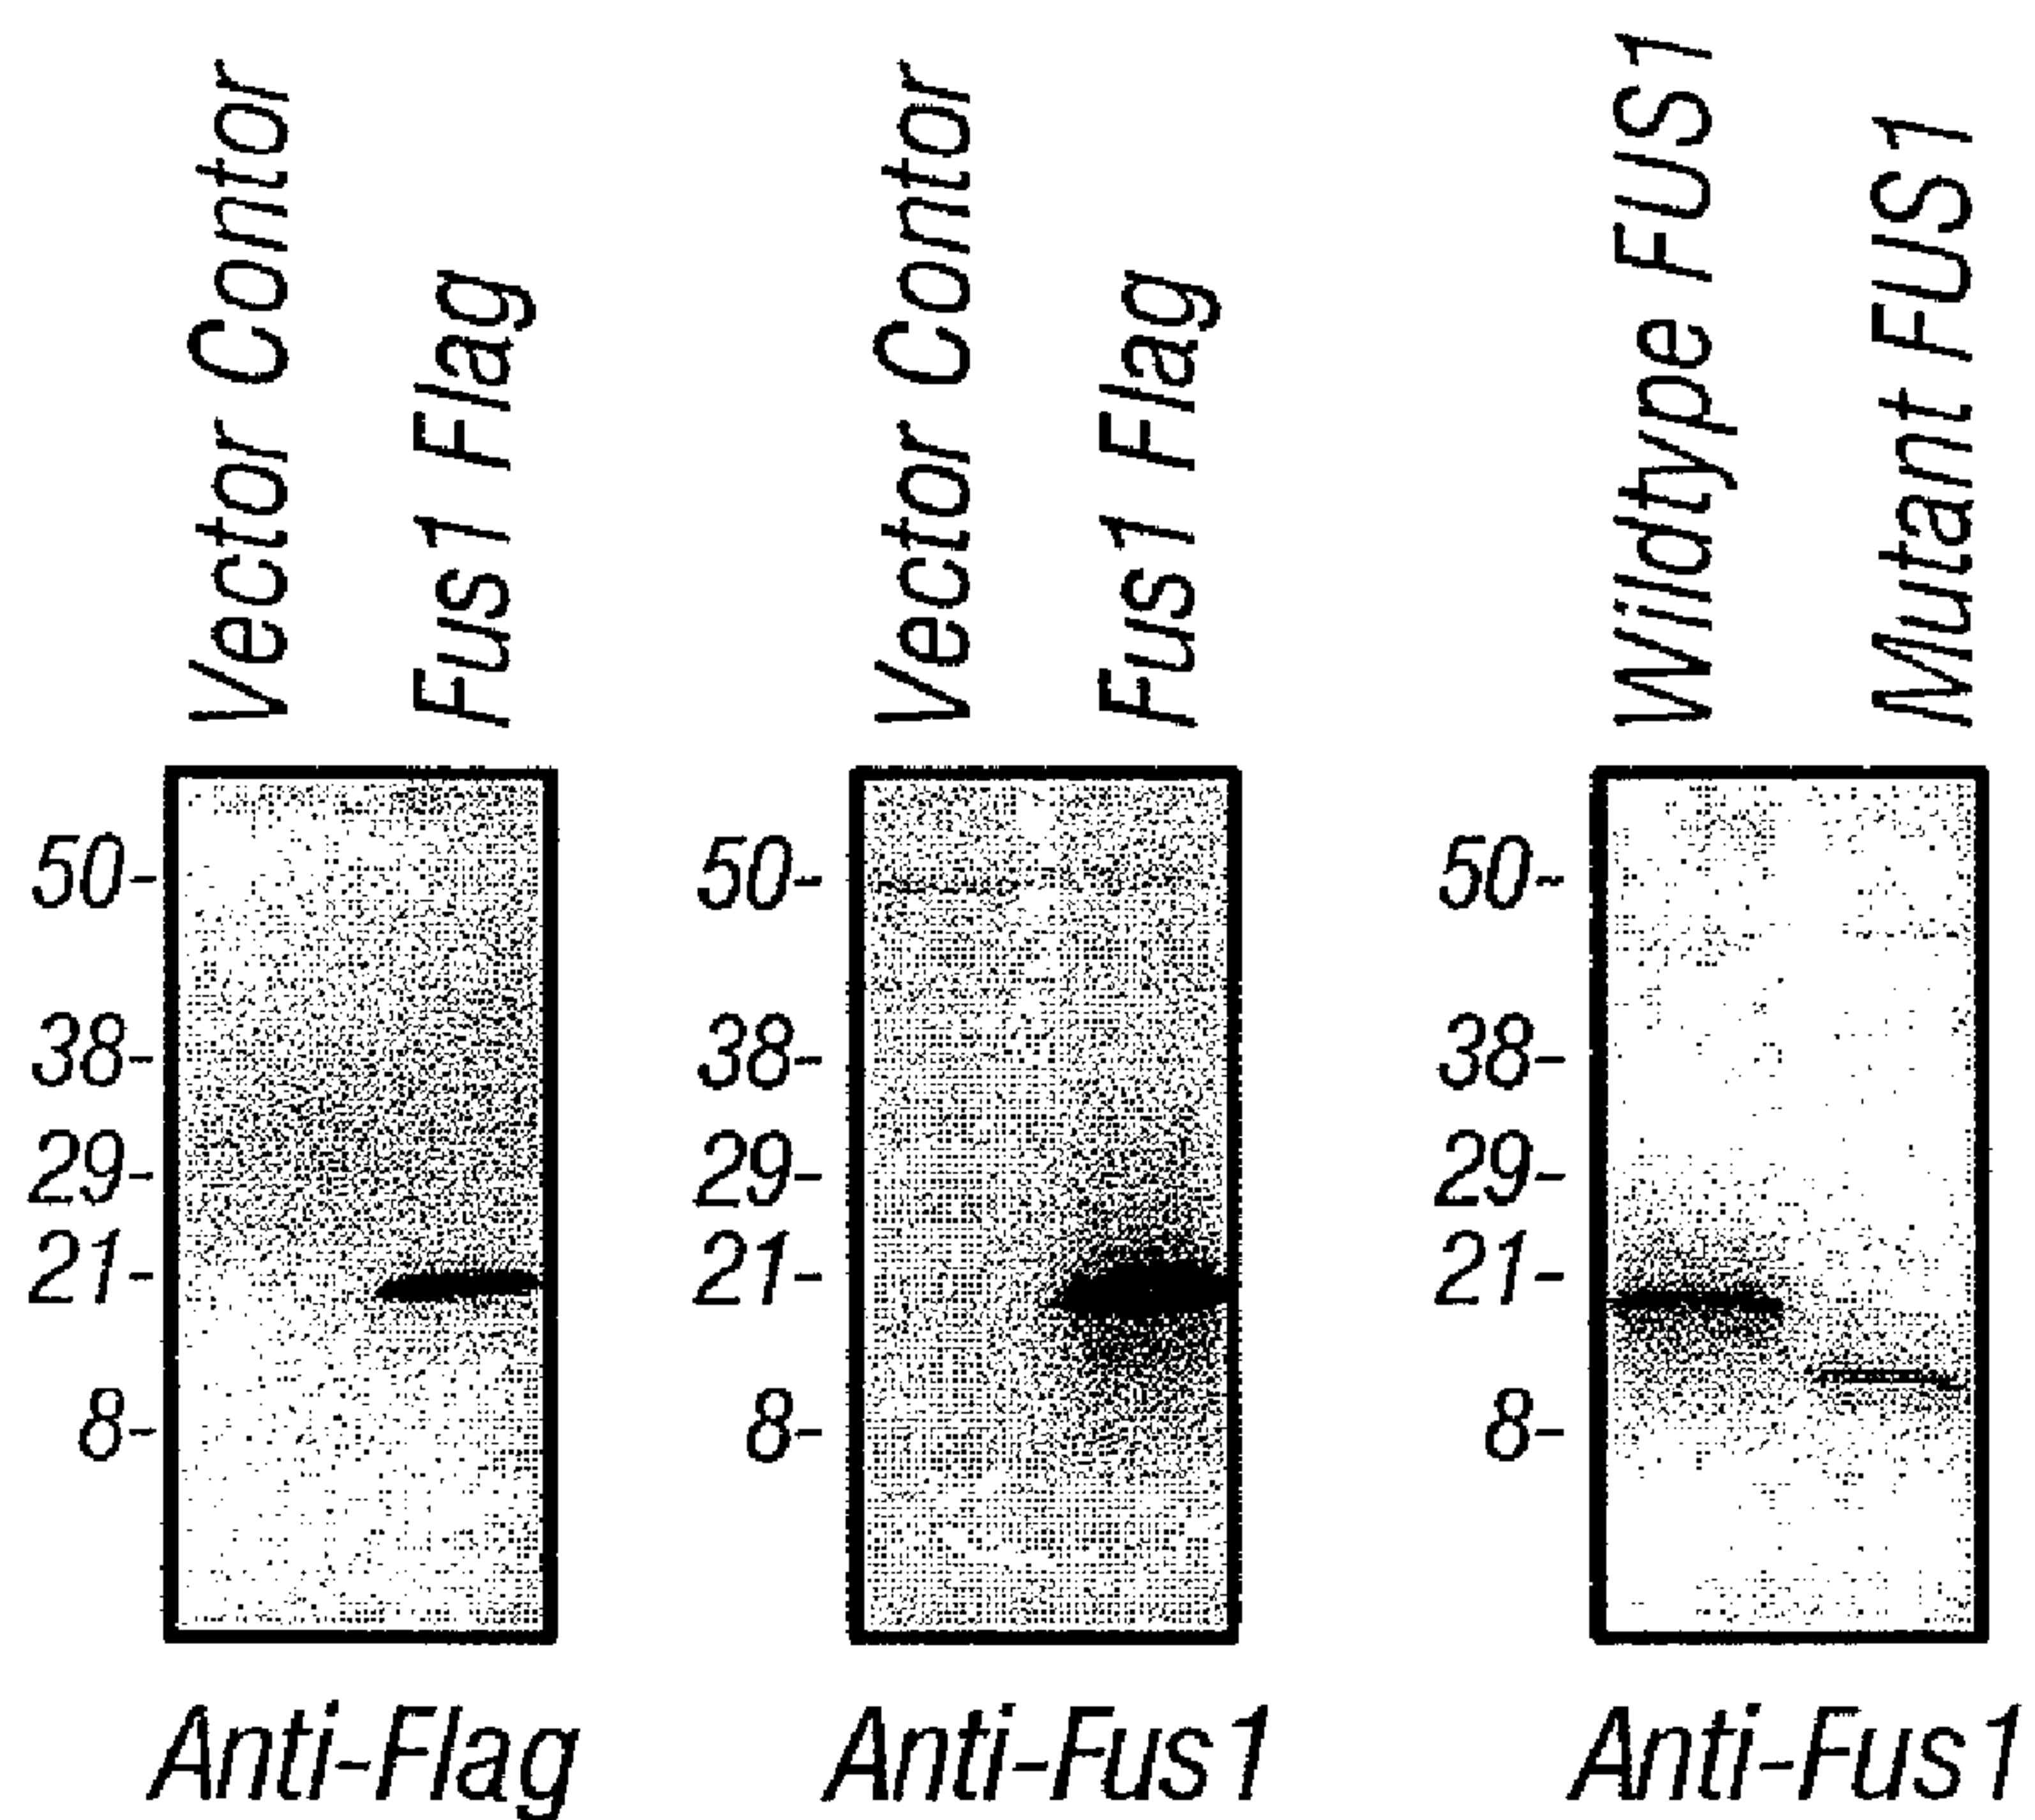 Vector Contor
Fus1 Flag
Vector Contor
Fus1 Flag
Wildtype FUS1
Mutant FUS1
50-
38-
29-
21-
8-
50-
38-
29-
21-
8-
50-
38-
29-
21-
8-
Anti-Flag
Anti-Fus1
Anti-Fus1